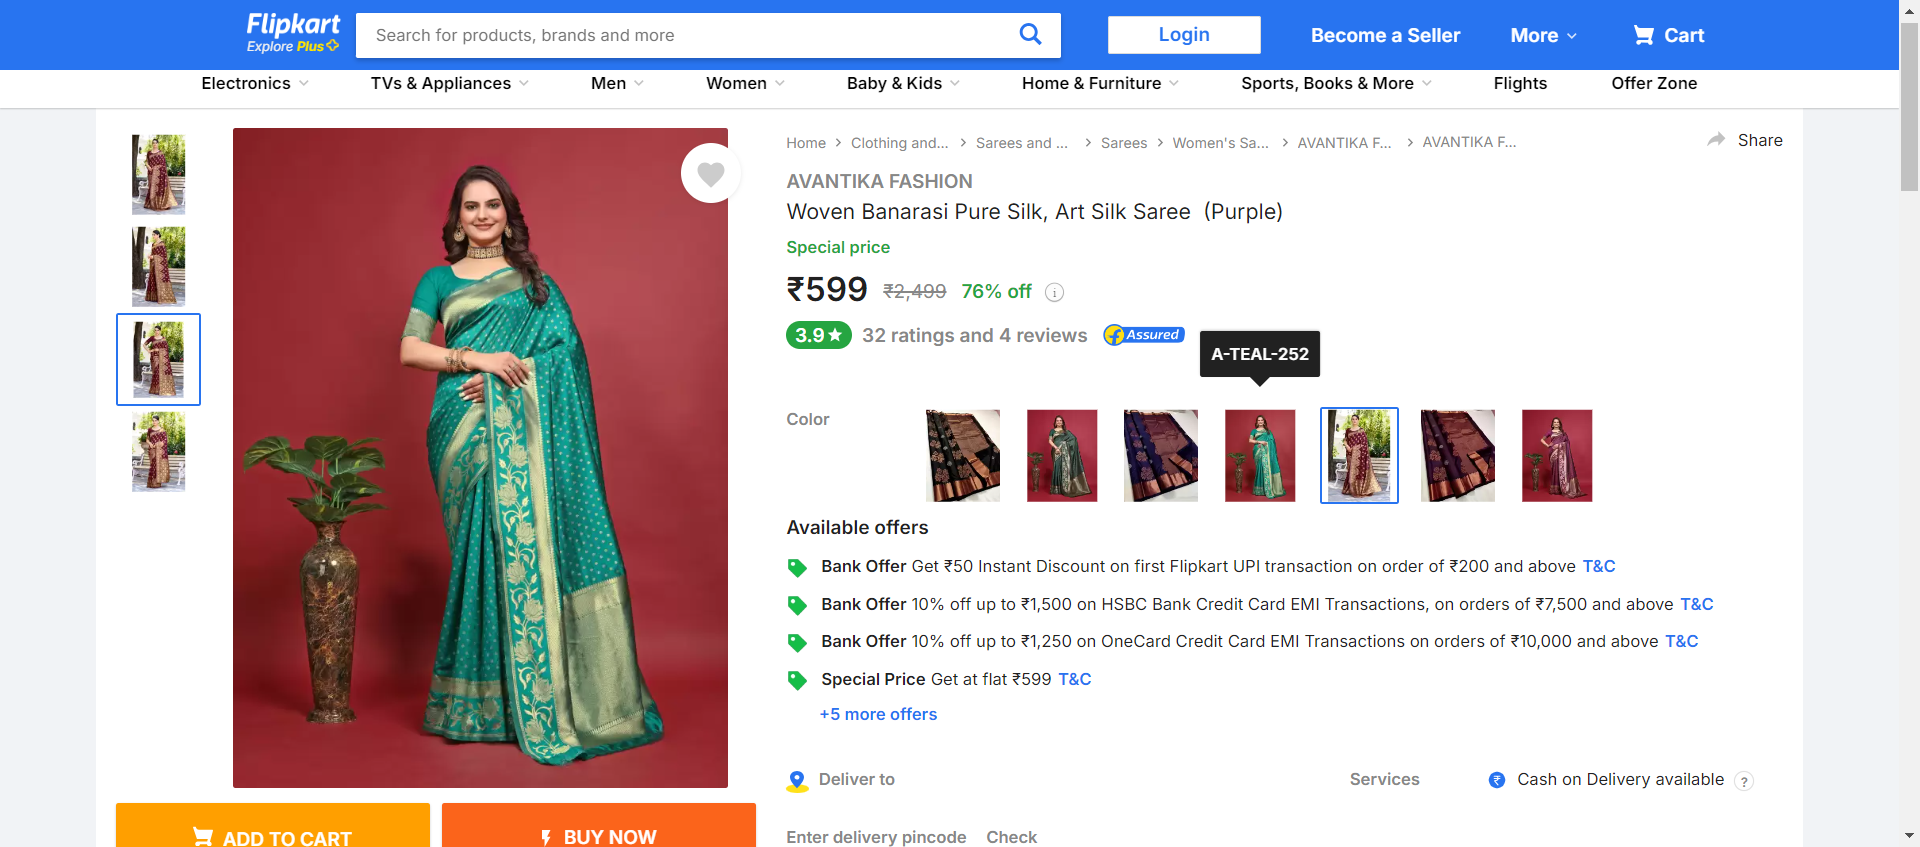 Flipkart
Explore Plus
Search for products, brands and more
Login
Become a Seller
More
Cart
Electronics
TVs & Appliances
Men
Women
Baby & Kids
Home & Furniture
Sports, Books & More
Flights
Offer Zone
Home > Clothing and... > Sarees and ... > Sarees > Women's Sa... > AVANTIKA F... > AVANTIKA F...
Share
AVANTIKA FASHION
Woven Banarasi Pure Silk, Art Silk Saree (Purple)
Special price
₹599 ₹2,499 76% off i
3.9★ 32 ratings and 4 reviews f Assured
A-TEAL-252
Color
Available offers
Bank Offer Get ₹50 Instant Discount on first Flipkart UPI transaction on order of ₹200 and above T&C
Bank Offer 10% off up to ₹1,500 on HSBC Bank Credit Card EMI Transactions, on orders of ₹7,500 and above T&C
Bank Offer 10% off up to ₹1,250 on OneCard Credit Card EMI Transactions on orders of ₹10,000 and above T&C
Special Price Get at flat ₹599 T&C
+5 more offers
Deliver to
Services
₹ Cash on Delivery available ?
ADD TO CART
BUY NOW
Enter delivery pincode
Check